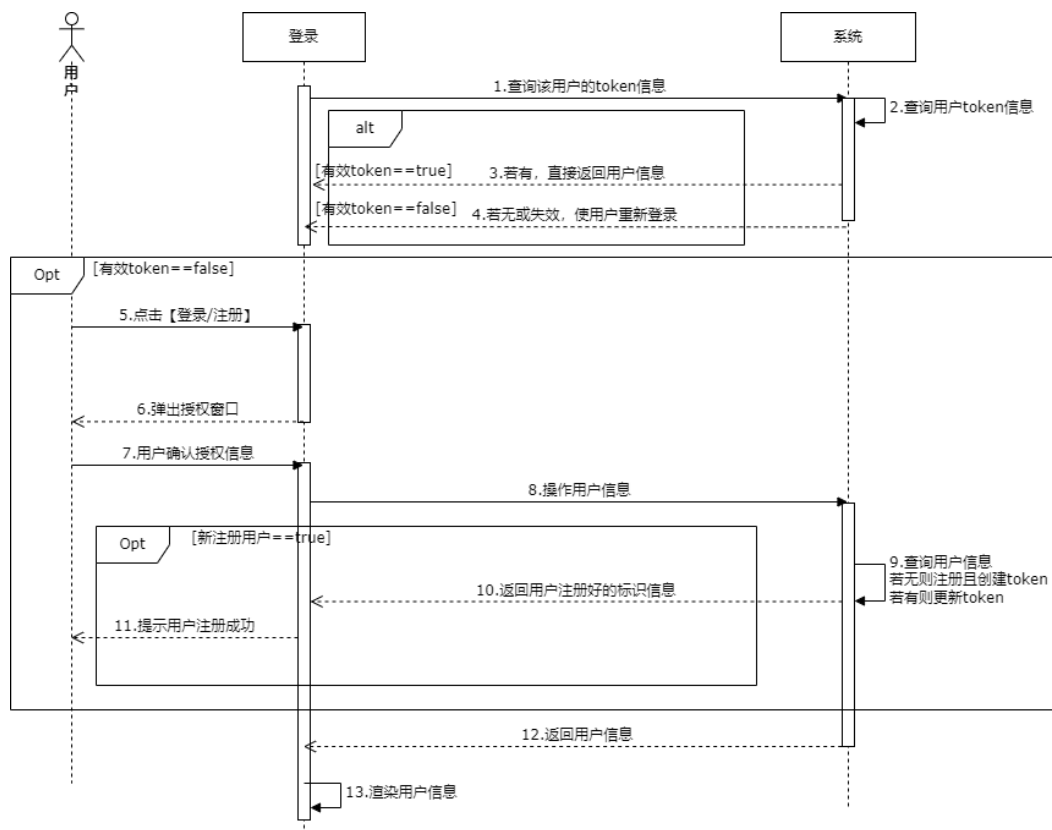 登录
系统
用
户
1.查询该用户的token信息
2.查询用户token信息
alt
[有效token==true]
3.若有，直接返回用户信息
[有效token==false]
4.若无或失效，使用户重新登录
Opt
[有效token==false]
5.点击【登录/注册】
6.弹出授权窗口
7.用户确认授权信息
8.操作用户信息
Opt
[新注册用户==true]
9.查询用户信息
若无则注册且创建token
若有则更新token
10.返回用户注册好的标识信息
11.提示用户注册成功
12.返回用户信息
13.渲染用户信息